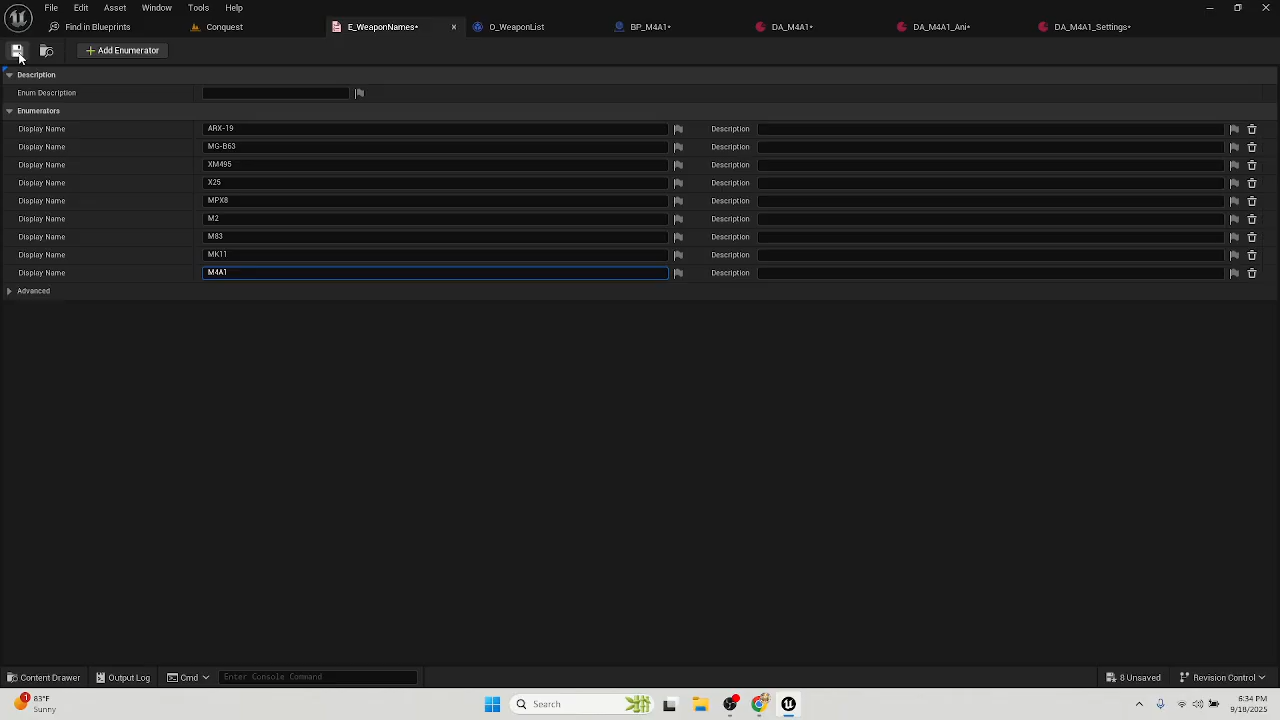 File Edit Asset Window Tools Help
Find in Blueprints Conquest E_WeaponNames* D_WeaponList BP_M4A1* DA_M4A1* DA_M4A1_Ani* DA_M4A1_Settings*
Add Enumerator
Description
Enum Description
Enumerators
Display Name ARX-19 Description
Display Name MG-B63 Description
Display Name XM495 Description
Display Name X25 Description
Display Name MPX8 Description
Display Name M2 Description
Display Name M83 Description
Display Name MK11 Description
Display Name M4A1 Description
Advanced
Content Drawer Output Log Cmd Enter Console Command 8 Unsaved Revision Control
1 83°F Search 6:34 PM
Sunny 9/18/2025